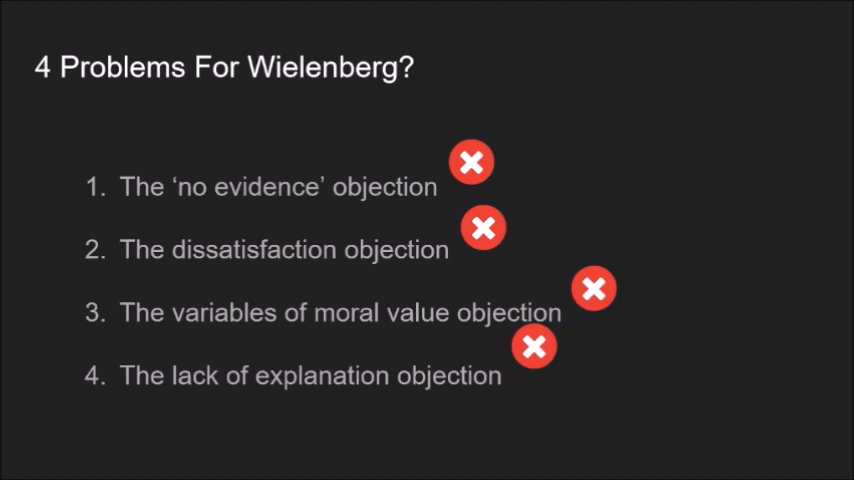 4 Problems For Wielenberg?
1. The ‘no evidence’ objection
2. The dissatisfaction objection
3. The variables of moral value objection
4. The lack of explanation objection